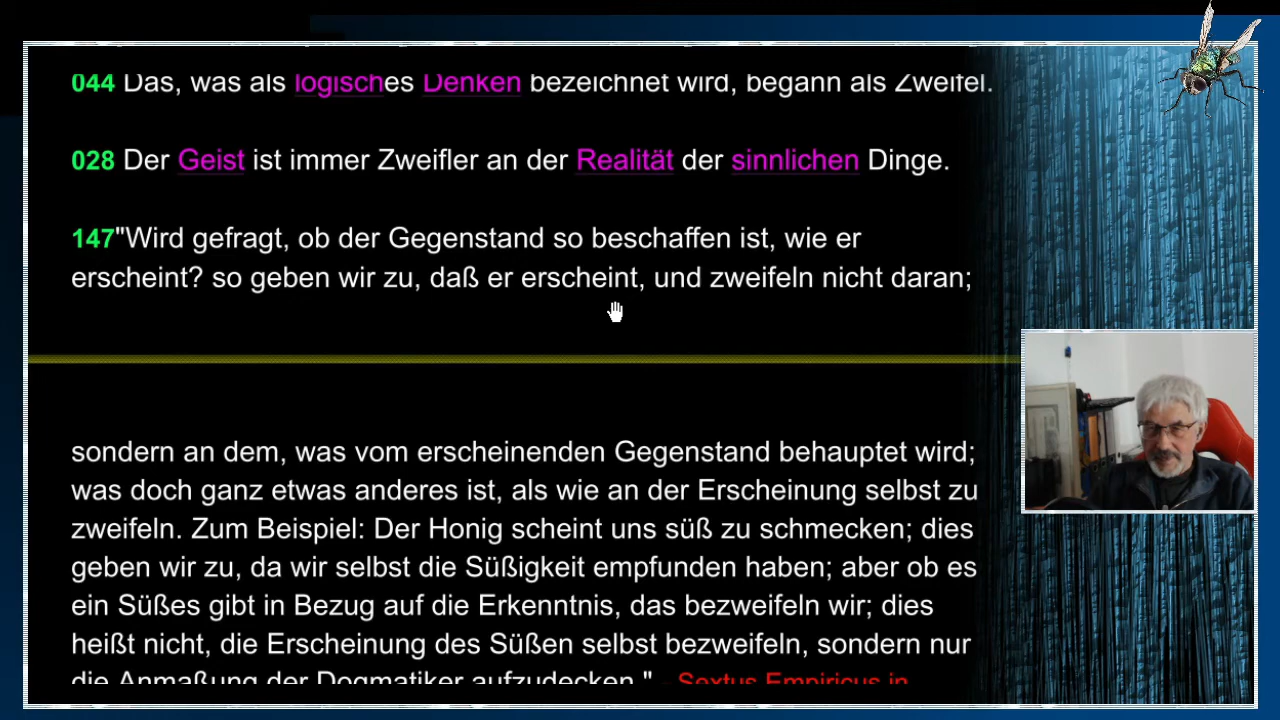 044 Das, was als logisches Denken bezeichnet wird, begann als Zweifel.
028 Der Geist ist immer Zweifler an der Realität der sinnlichen Dinge.
147"Wird gefragt, ob der Gegenstand so beschaffen ist, wie er
erscheint? so geben wir zu, daß er erscheint, und zweifeln nicht daran;
sondern an dem, was vom erscheinenden Gegenstand behauptet wird;
was doch ganz etwas anderes ist, als wie an der Erscheinung selbst zu
zweifeln. Zum Beispiel: Der Honig scheint uns süß zu schmecken; dies
geben wir zu, da wir selbst die Süßigkeit empfunden haben; aber ob es
ein Süßes gibt in Bezug auf die Erkenntnis, das bezweifeln wir; dies
heißt nicht, die Erscheinung des Süßen selbst bezweifeln, sondern nur
die Anmaßung der Dogmatiker aufzudecken." - Sextus Empiricus in